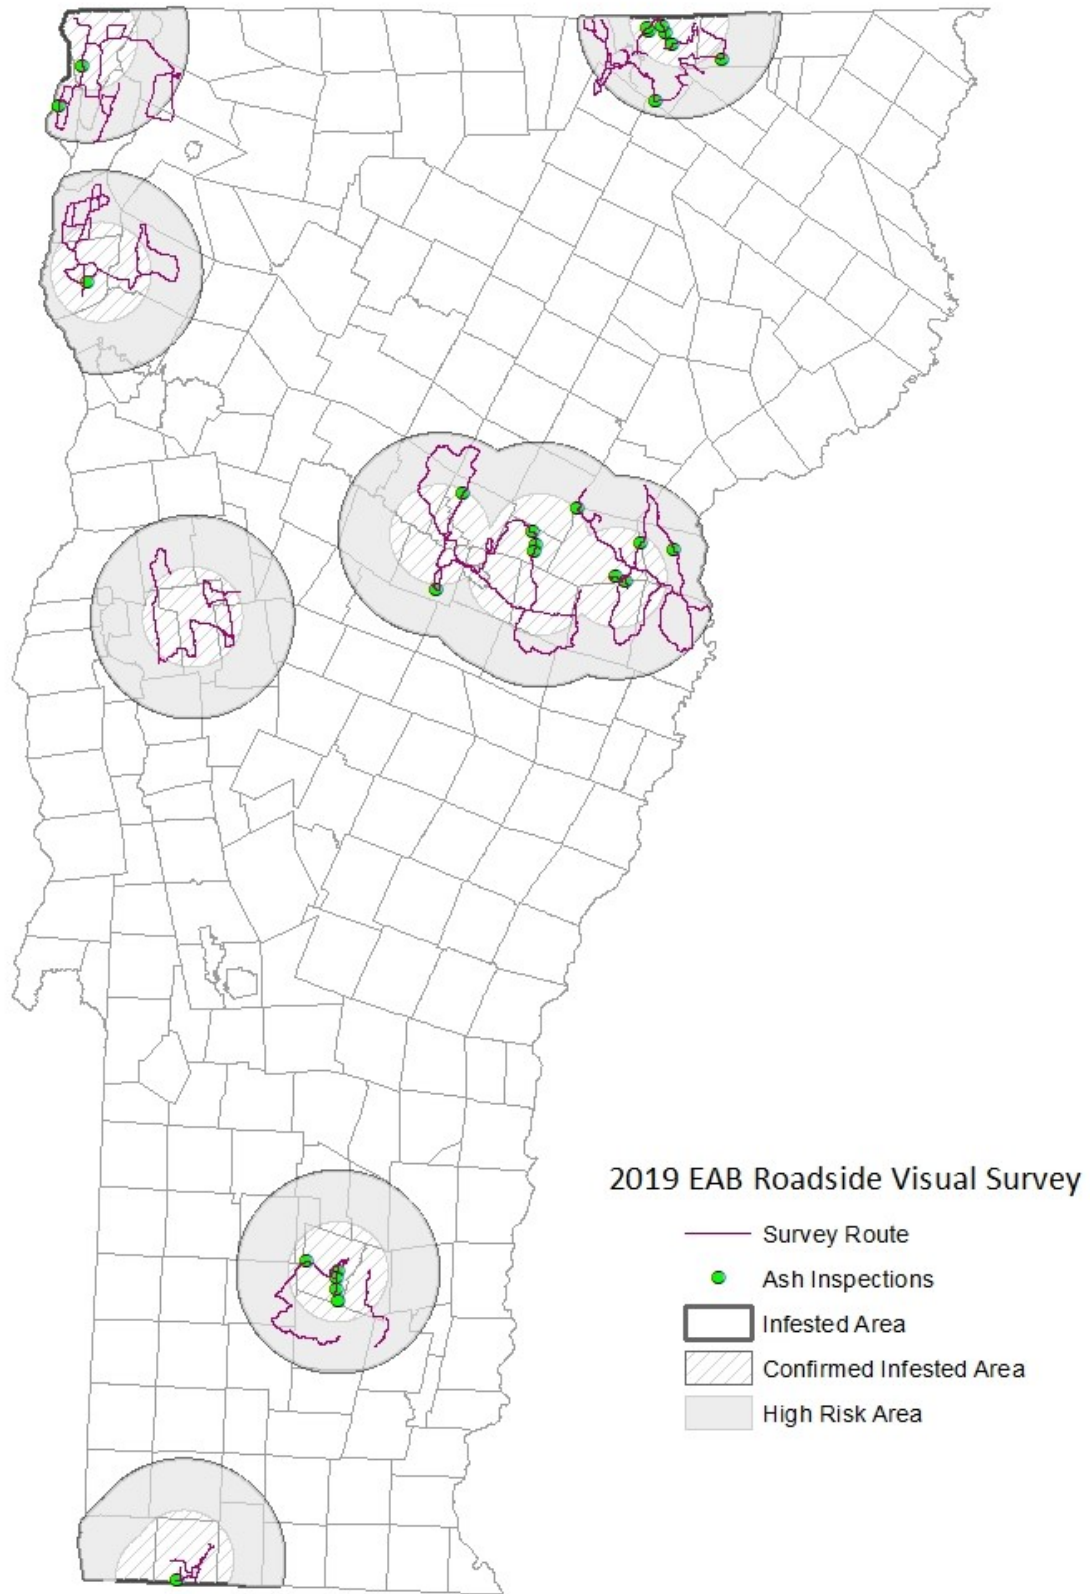 2019 EAB Roadside Visual Survey
Survey Route
Ash Inspections
Infested Area
Confirmed Infested Area
High Risk Area